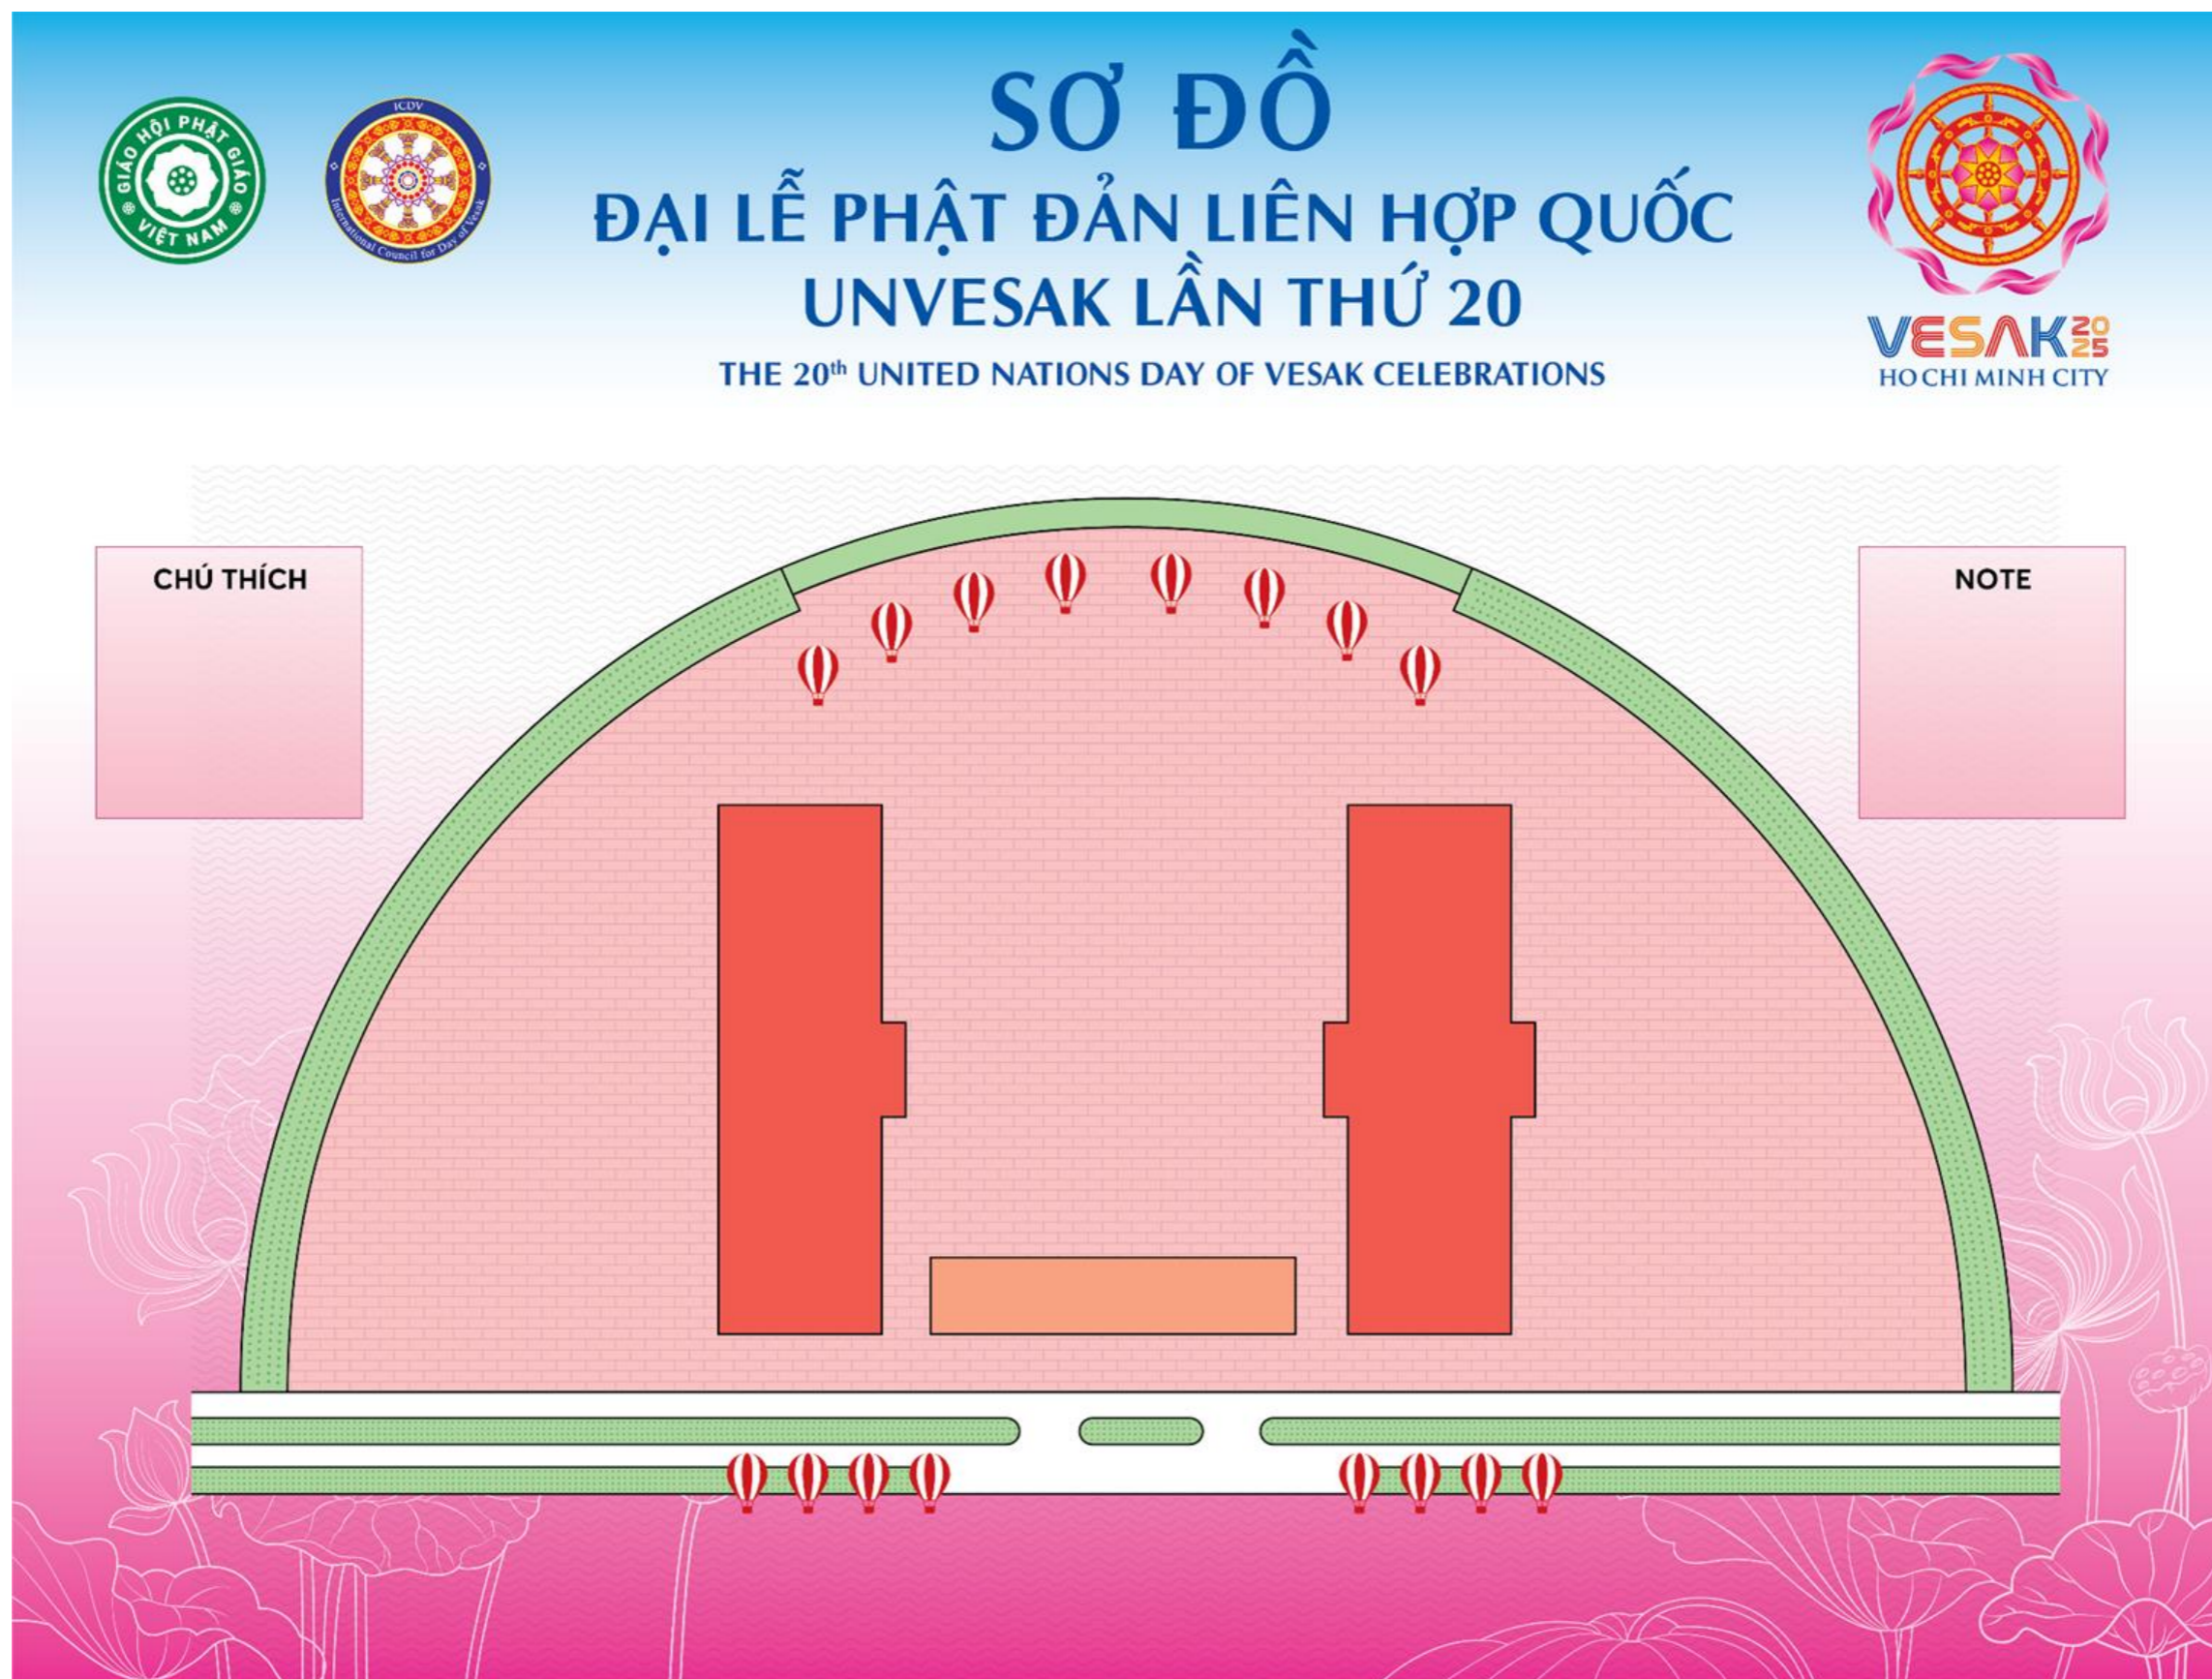 GIÁO HỘI PHẬT GIÁO
VIỆT NAM
ICDV
International Council for Day of Vesak
SƠ ĐỒ
ĐẠI LỄ PHẬT ĐẢN LIÊN HỢP QUỐC
UNVESAK LẦN THỨ 20
THE 20th UNITED NATIONS DAY OF VESAK CELEBRATIONS
VESAK 2025
HO CHI MINH CITY
CHÚ THÍCH
NOTE